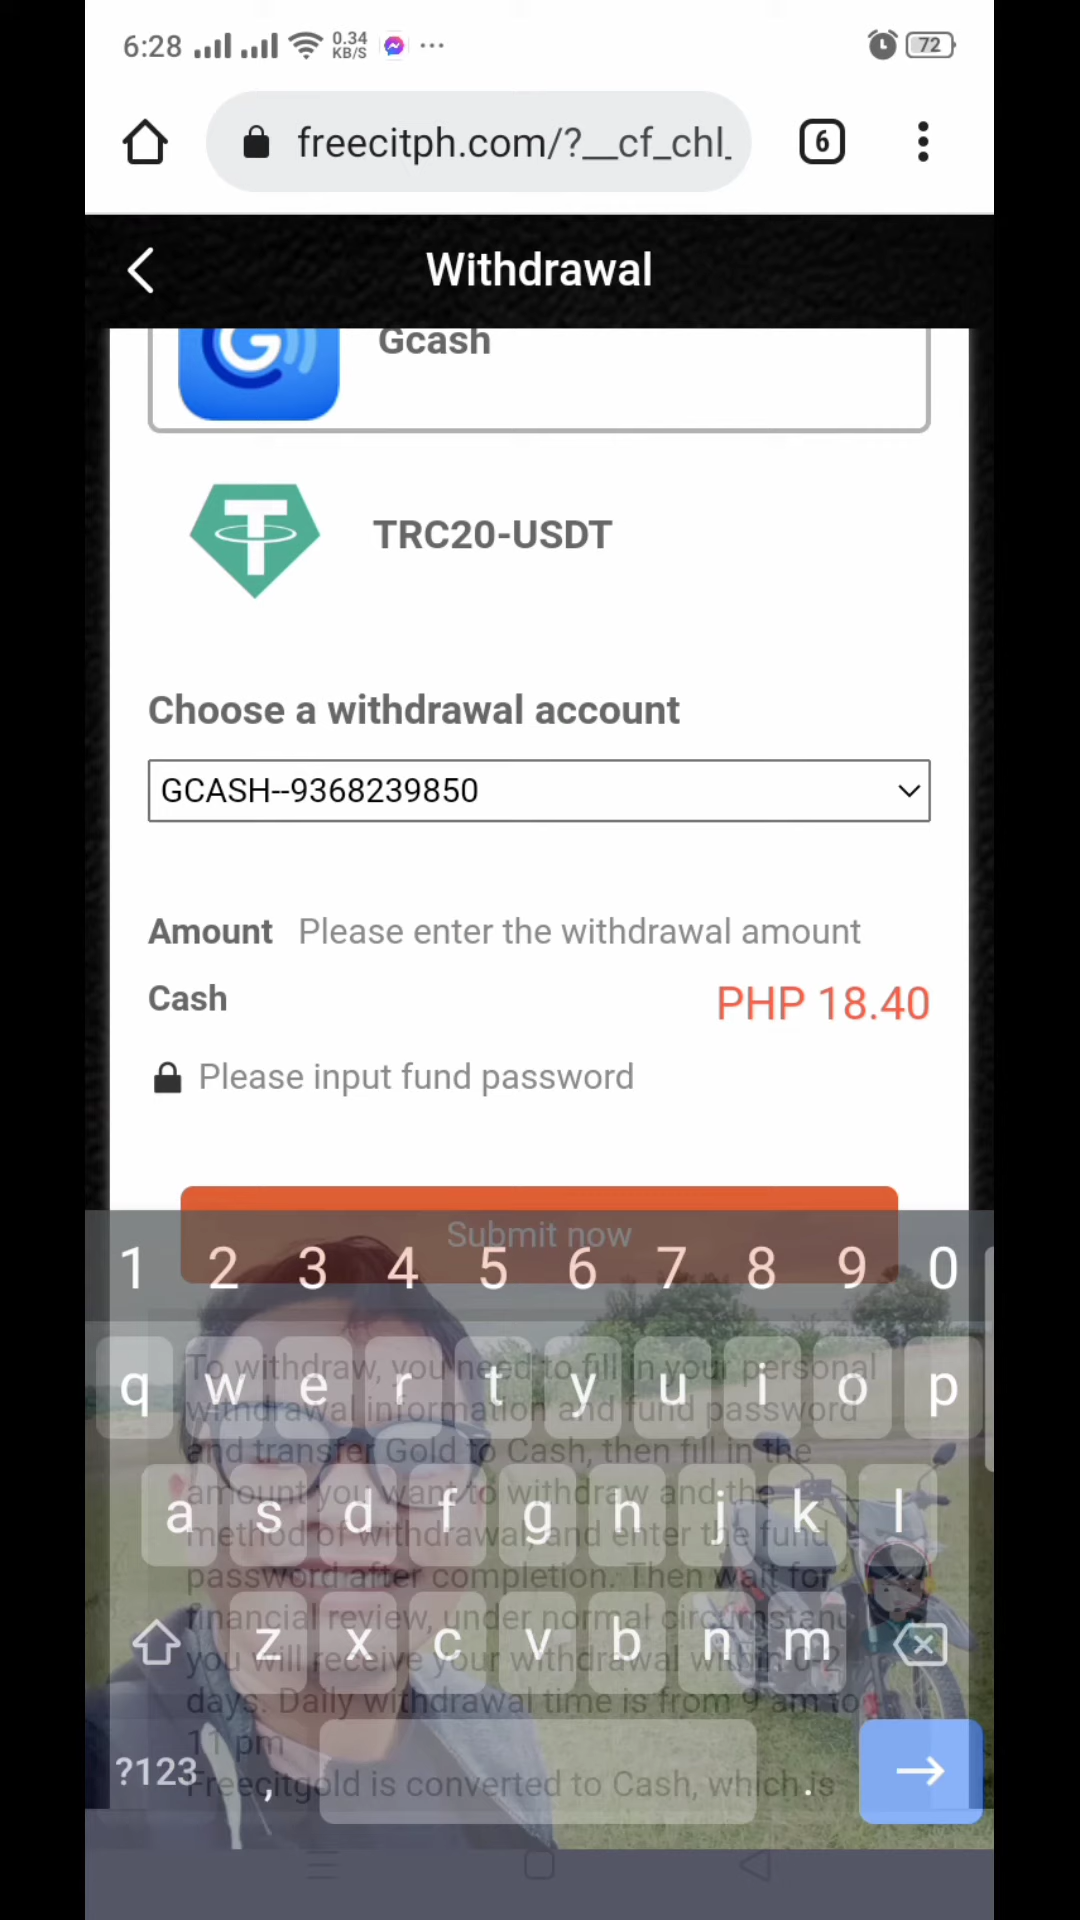 6:28 0.34 KB/S 72
freecitph.com/?__cf_chl_ 6
Withdrawal
Gcash
TRC20-USDT
Choose a withdrawal account
GCASH--9368239850
Amount Please enter the withdrawal amount
Cash PHP 18.40
Please input fund password
Submit now
1 2 3 4 5 6 7 8 9 0
To withdraw, you need to fill in your personal
q w e r t y u i o p
withdrawal information and fund password
and transfer Gold to Cash, then fill in the
amount you want to withdraw and the
a s d f g h j k l
method of withdrawal and enter the fund
password after completion. Then wait for
financial review, under normal circumstanc
z x c v b n m
you will receive your withdrawal within 0-2
days. Daily withdrawal time is from 9 am to
11 pm
?123 , .
Freecitgold is converted to Cash, which is